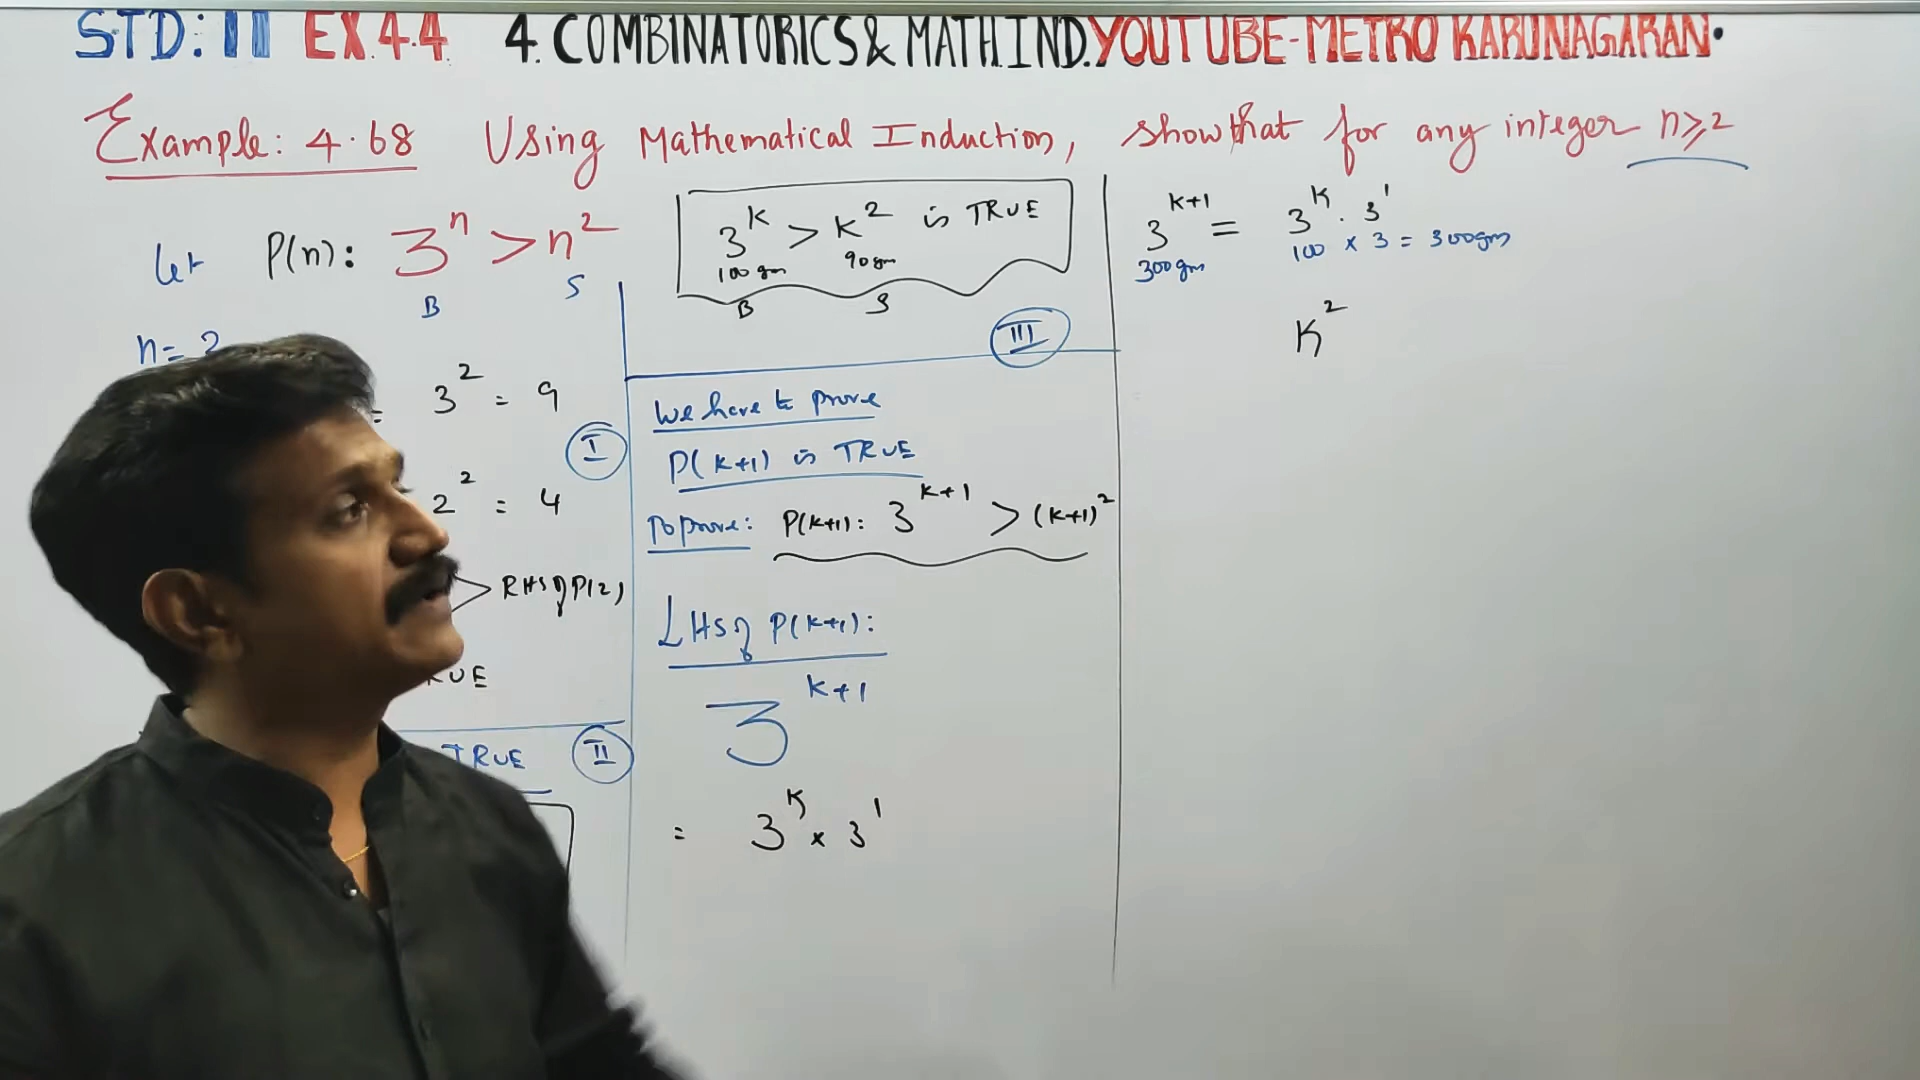 STD: 11 EX.4.4 4. COMBINATORICS & MATH.IND. YOUTUBE-METRO KARUNAGARAN.
Example: 4.68 Using Mathematical Induction, show that for any integer n≥2
Let P(n): 3^n > n^2
B S
n=2
= 3^2 = 9
I
2^2 = 4
> RHS of P(2)
TRUE II
3^k > k^2 is TRUE
100 gm 90 gm
B S
III
We have to prove
P(k+1) is TRUE
To prove: P(k+1): 3^{k+1} > (k+1)^2
LHS of P(k+1):
3^{k+1}
= 3^k × 3^1
3^{k+1} = 3^k . 3^1
300 gm 100 × 3 = 300 gm
K^2